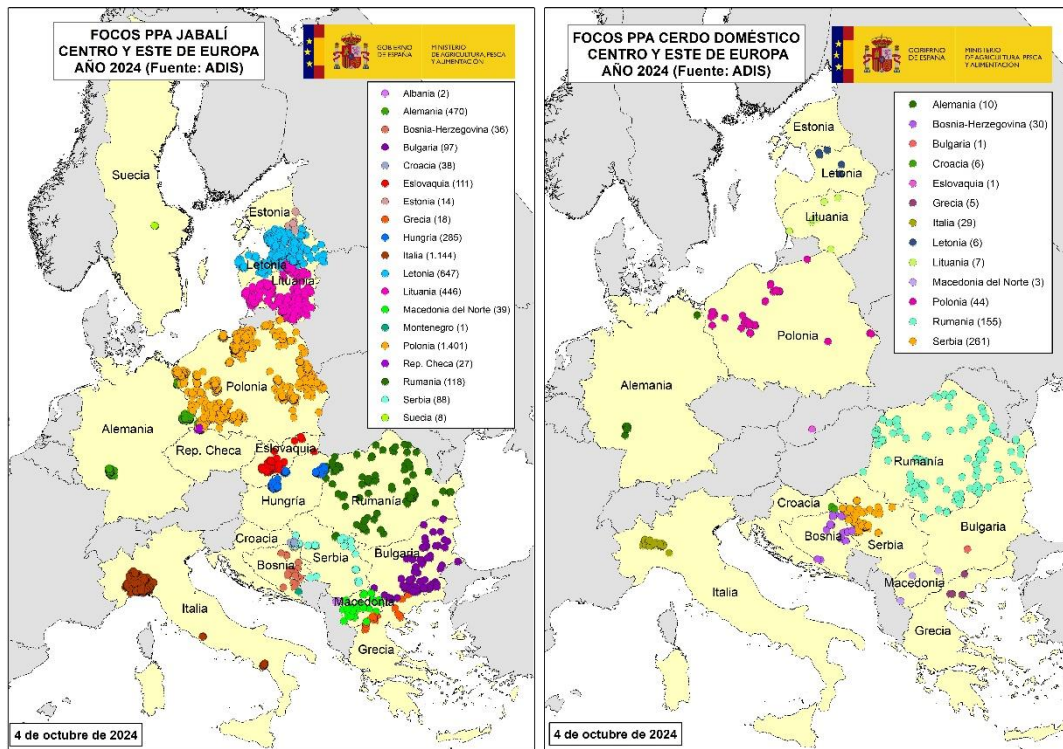 FOCOS PPA JABALÍ
CENTRO Y ESTE DE EUROPA
AÑO 2024 (Fuente: ADIS)
GOBIERNO
DE ESPAÑA
MINISTERIO
DE AGRICULTURA, PESCA
Y ALIMENTACIÓN
Albania (2)
Alemania (470)
Bosnia-Herzegovina (36)
Bulgaria (97)
Croacia (38)
Eslovaquia (111)
Estonia (14)
Grecia (18)
Hungría (285)
Italia (1.144)
Letonia (647)
Lituania (446)
Macedonia del Norte (39)
Montenegro (1)
Polonia (1.401)
Rep. Checa (27)
Rumania (118)
Serbia (88)
Suecia (8)
Suecia
Estonia
Letonia
Lituania
Polonia
Alemania
Rep. Checa
Eslovaquia
Hungría
Rumanía
Croacia
Bosnia
Serbia
Bulgaria
Italia
Macedonia
Grecia
4 de octubre de 2024
FOCOS PPA CERDO DOMÉSTICO
CENTRO Y ESTE DE EUROPA
AÑO 2024 (Fuente: ADIS)
GOBIERNO
DE ESPAÑA
MINISTERIO
DE AGRICULTURA, PESCA
Y ALIMENTACIÓN
Alemania (10)
Bosnia-Herzegovina (30)
Bulgaria (1)
Croacia (6)
Eslovaquia (1)
Grecia (5)
Italia (29)
Letonia (6)
Lituania (7)
Macedonia del Norte (3)
Polonia (44)
Rumania (155)
Serbia (261)
Estonia
Letonia
Lituania
Polonia
Alemania
Rumanía
Croacia
Bosnia
Serbia
Bulgaria
Macedonia
Italia
Grecia
4 de octubre de 2024